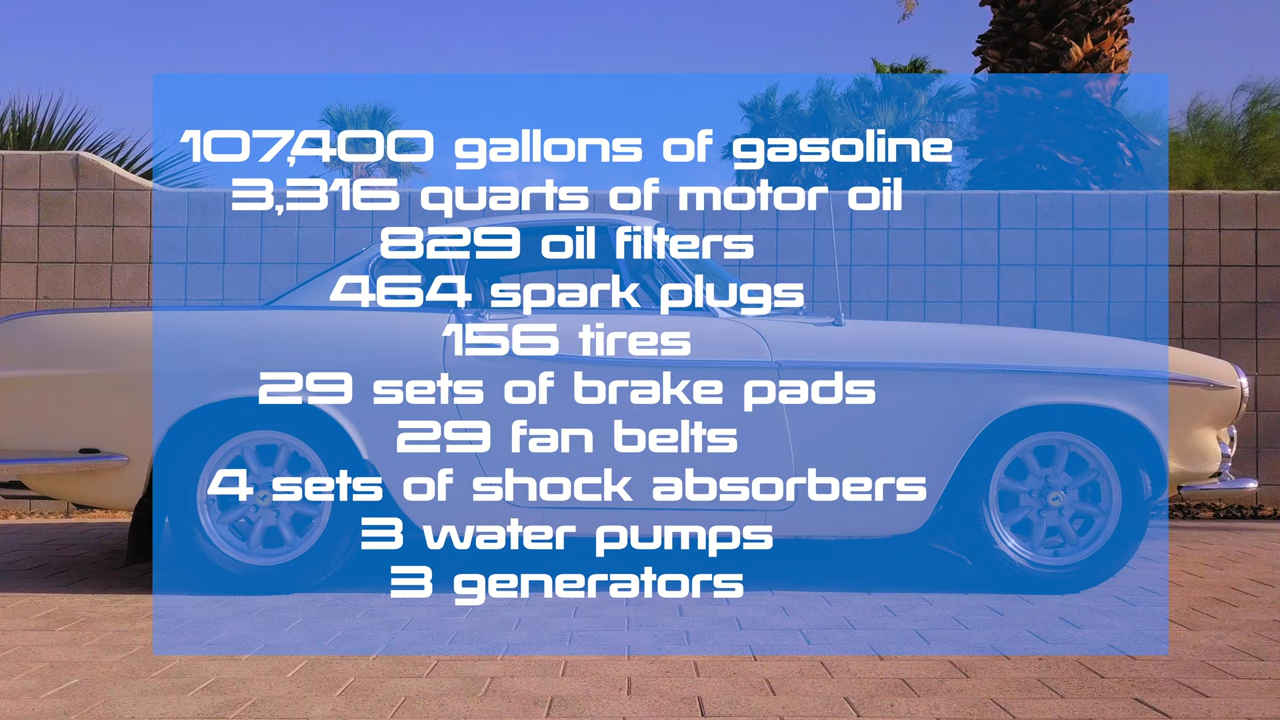 107,400 gallons of gasoline
3,316 quarts of motor oil
829 oil filters
464 spark plugs
156 tires
29 sets of brake pads
29 fan belts
4 sets of shock absorbers
3 water pumps
3 generators